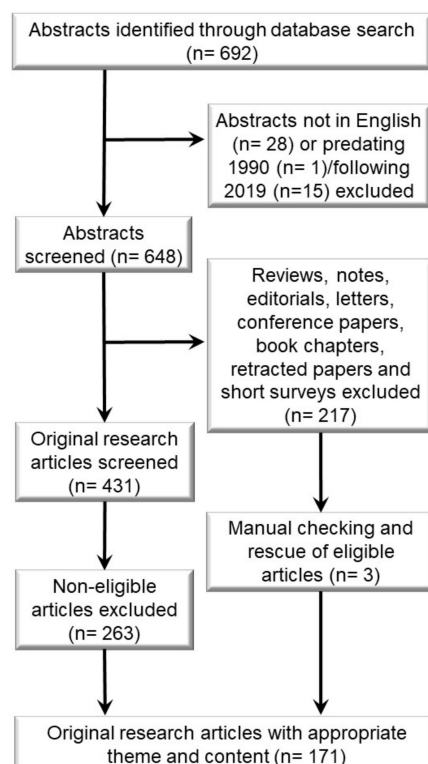 Abstracts identified through database search
(n= 692)
Abstracts not in English
(n= 28) or predating
1990 (n= 1)/following
2019 (n=15) excluded
Abstracts
screened (n= 648)
Reviews, notes,
editorials, letters,
conference papers,
book chapters,
retracted papers and
short surveys excluded
(n= 217)
Original research
articles screened
(n= 431)
Manual checking and
rescue of eligible
articles (n= 3)
Non-eligible
articles excluded
(n= 263)
Original research articles with appropriate
theme and content (n= 171)